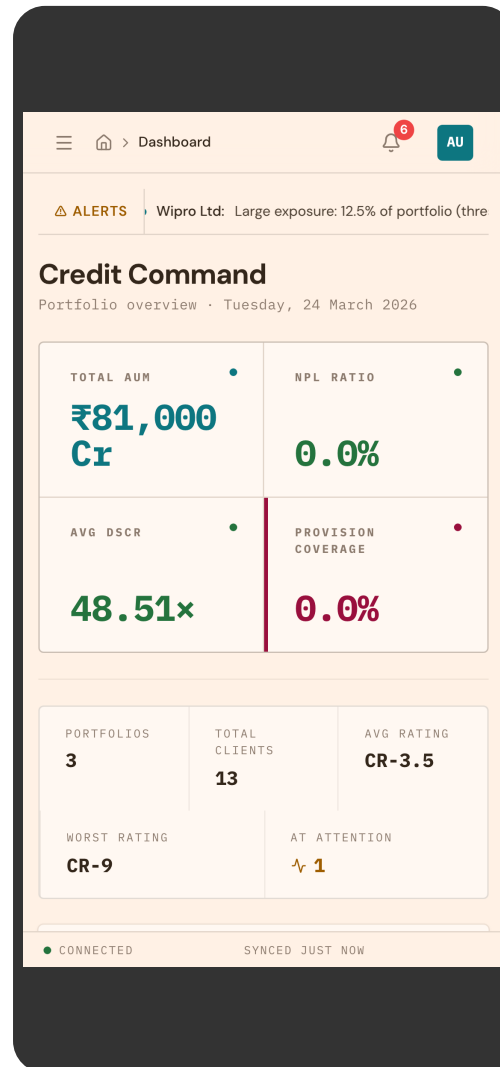 Dashboard
6
AU
ALERTS
Wipro Ltd: Large exposure: 12.5% of portfolio (thre
Credit Command
Portfolio overview · Tuesday, 24 March 2026
TOTAL AUM
₹81,000
Cr
NPL RATIO
0.0%
AVG DSCR
48.51×
PROVISION
COVERAGE
0.0%
PORTFOLIOS
3
TOTAL
CLIENTS
13
AVG RATING
CR-3.5
WORST RATING
CR-9
AT ATTENTION
1
CONNECTED
SYNCED JUST NOW